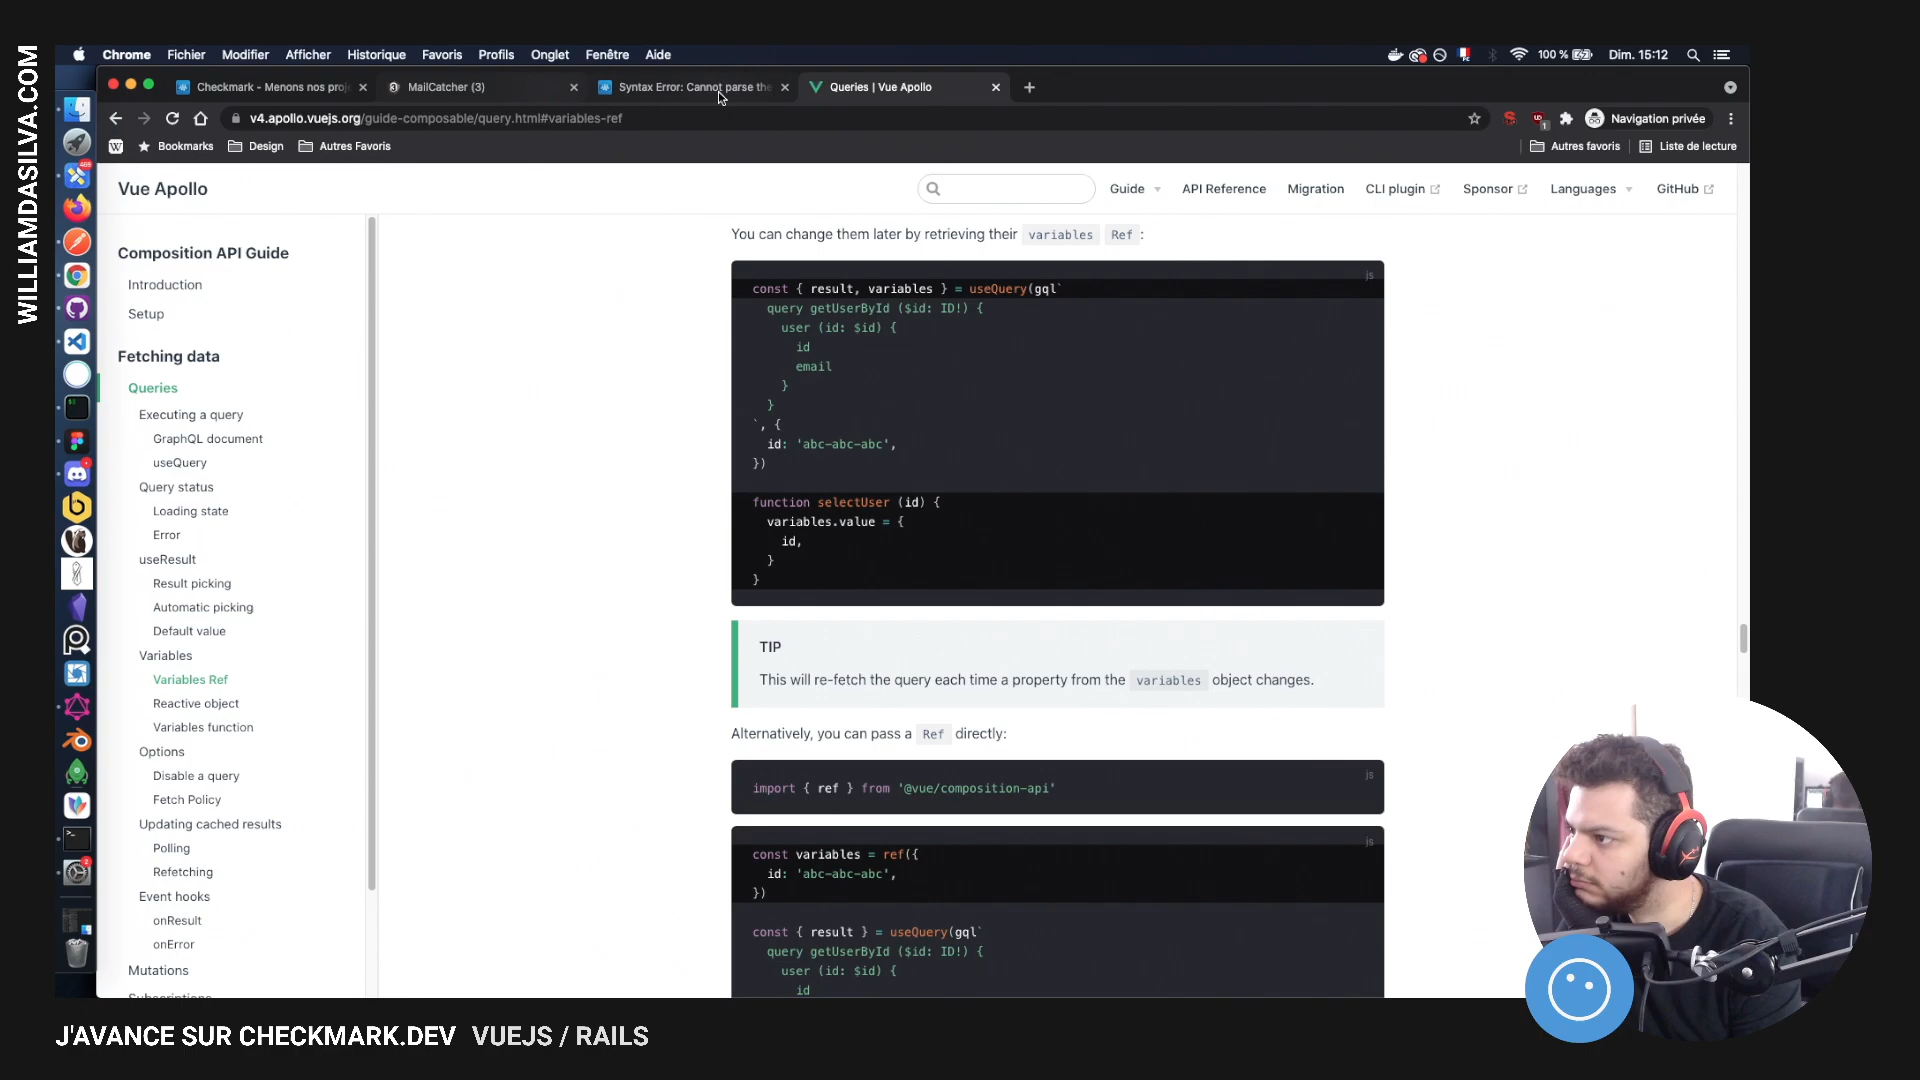 WILLIAMDASILVA.COM
Chrome Fichier Modifier Afficher Historique Favoris Profils Onglet Fenêtre Aide
100 % Dim. 15:12
Checkmark - Menons nos proj
MailCatcher (3)
Syntax Error: Cannot parse the
Queries | Vue Apollo
v4.apollo.vuejs.org/guide-composable/query.html#variables-ref
Navigation privée
Bookmarks Design Autres Favoris
Autres favoris Liste de lecture
Vue Apollo
Guide API Reference Migration CLI plugin Sponsor Languages GitHub
Composition API Guide
Introduction
Setup
Fetching data
Queries
Executing a query
GraphQL document
useQuery
Query status
Loading state
Error
useResult
Result picking
Automatic picking
Default value
Variables
Variables Ref
Reactive object
Variables function
Options
Disable a query
Fetch Policy
Updating cached results
Polling
Refetching
Event hooks
onResult
onError
Mutations
Subscriptions
You can change them later by retrieving their variables Ref:
js
const { result, variables } = useQuery(gql`
query getUserById ($id: ID!) {
user (id: $id) {
id
email
}
}
`, {
id: 'abc-abc-abc',
})
function selectUser (id) {
variables.value = {
id,
}
}
TIP
This will re-fetch the query each time a property from the variables object changes.
Alternatively, you can pass a Ref directly:
js
import { ref } from '@vue/composition-api'
js
const variables = ref({
id: 'abc-abc-abc',
})
const { result } = useQuery(gql`
query getUserById ($id: ID!) {
user (id: $id) {
id
J'AVANCE SUR CHECKMARK.DEV VUEJS / RAILS